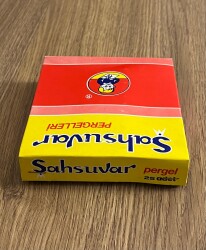 ®
Şahsuvar
PERGELLERİ
Şahsuvar
pergel
25 adet